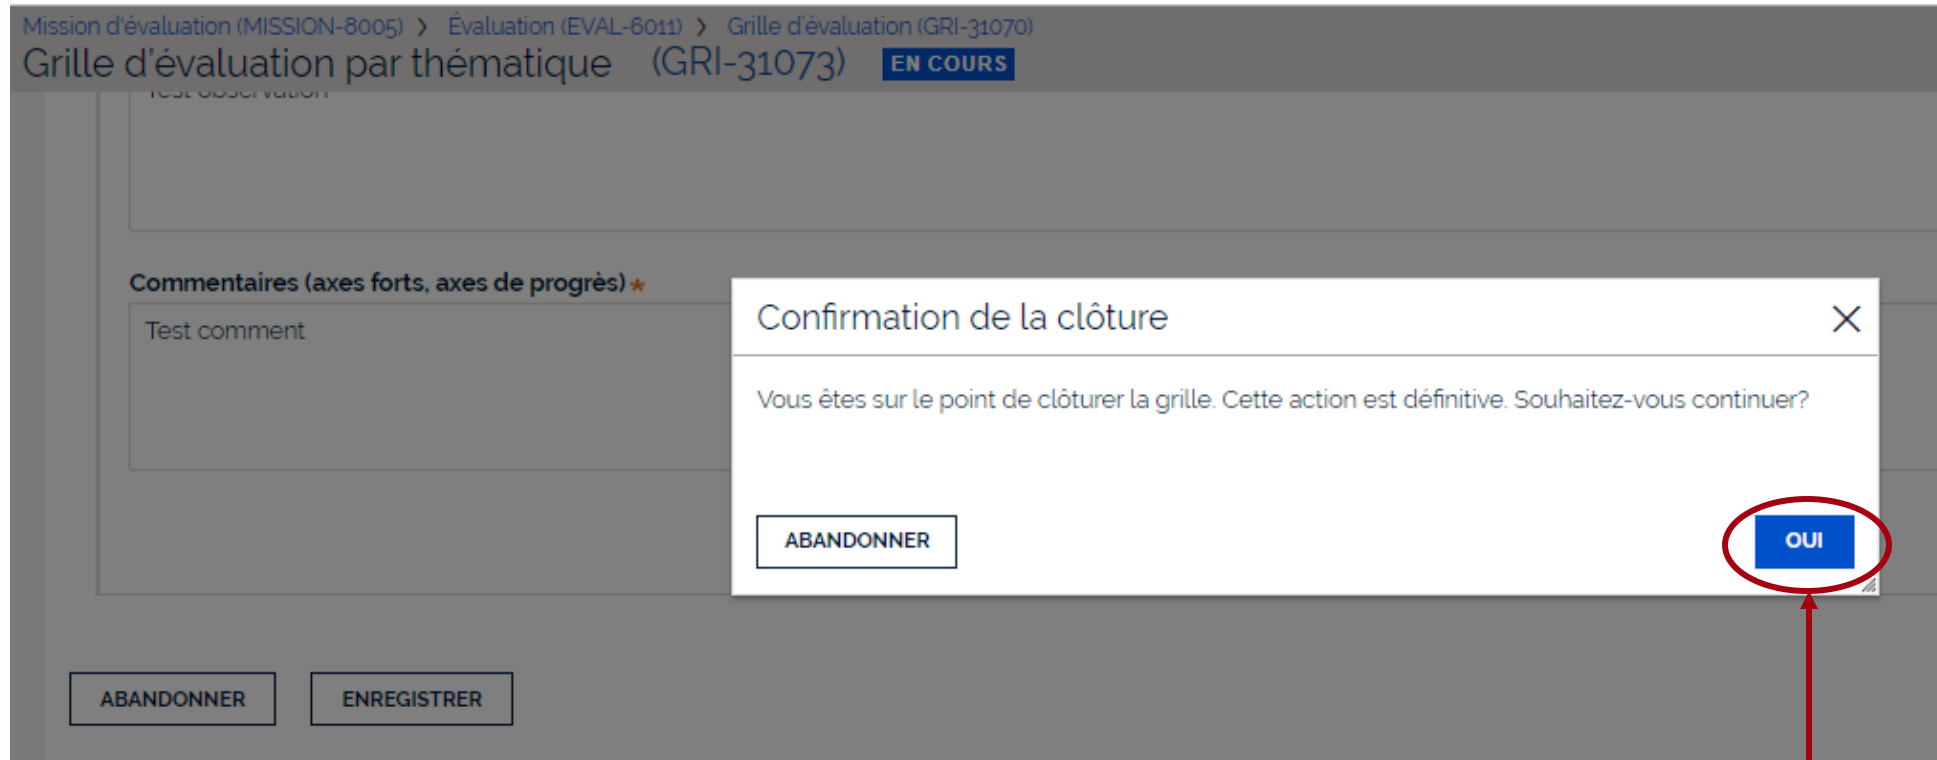 Mission d'évaluation (MISSION-8005) > Évaluation (EVAL-6011) > Grille d'évaluation (GRI-31070)
Grille d'évaluation par thématique (GRI-31073) EN COURS
Test observation
Commentaires (axes forts, axes de progrès) *
Test comment
Confirmation de la clôture
Vous êtes sur le point de clôturer la grille. Cette action est définitive. Souhaitez-vous continuer?
ABANDONNER OUI
ABANDONNER ENREGISTRER